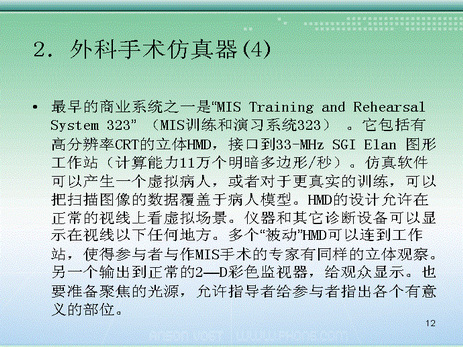 2．外科手术仿真器(4)
• 最早的商业系统之一是“MIS Training and Rehearsal
System 323” （MIS训练和演习系统323） 。它包括有
高分辨率CRT的立体HMD，接口到33-MHz SGI Elan 图形
工作站（计算能力11万个明暗多边形/秒）。仿真软件
可以产生一个虚拟病人，或者对于更真实的训练，可以
把扫描图像的数据覆盖于病人模型。HMD的设计允许在
正常的视线上看虚拟场景。仪器和其它诊断设备可以显
示在视线以下任何地方。多个“被动”HMD可以连到工作
站，使得参与者与作MIS手术的专家有同样的立体观察。
另一个输出到正常的2—D彩色监视器，给观众显示。也
要准备聚焦的光源，允许指导者给参与者指出各个有意
义的部位。
12